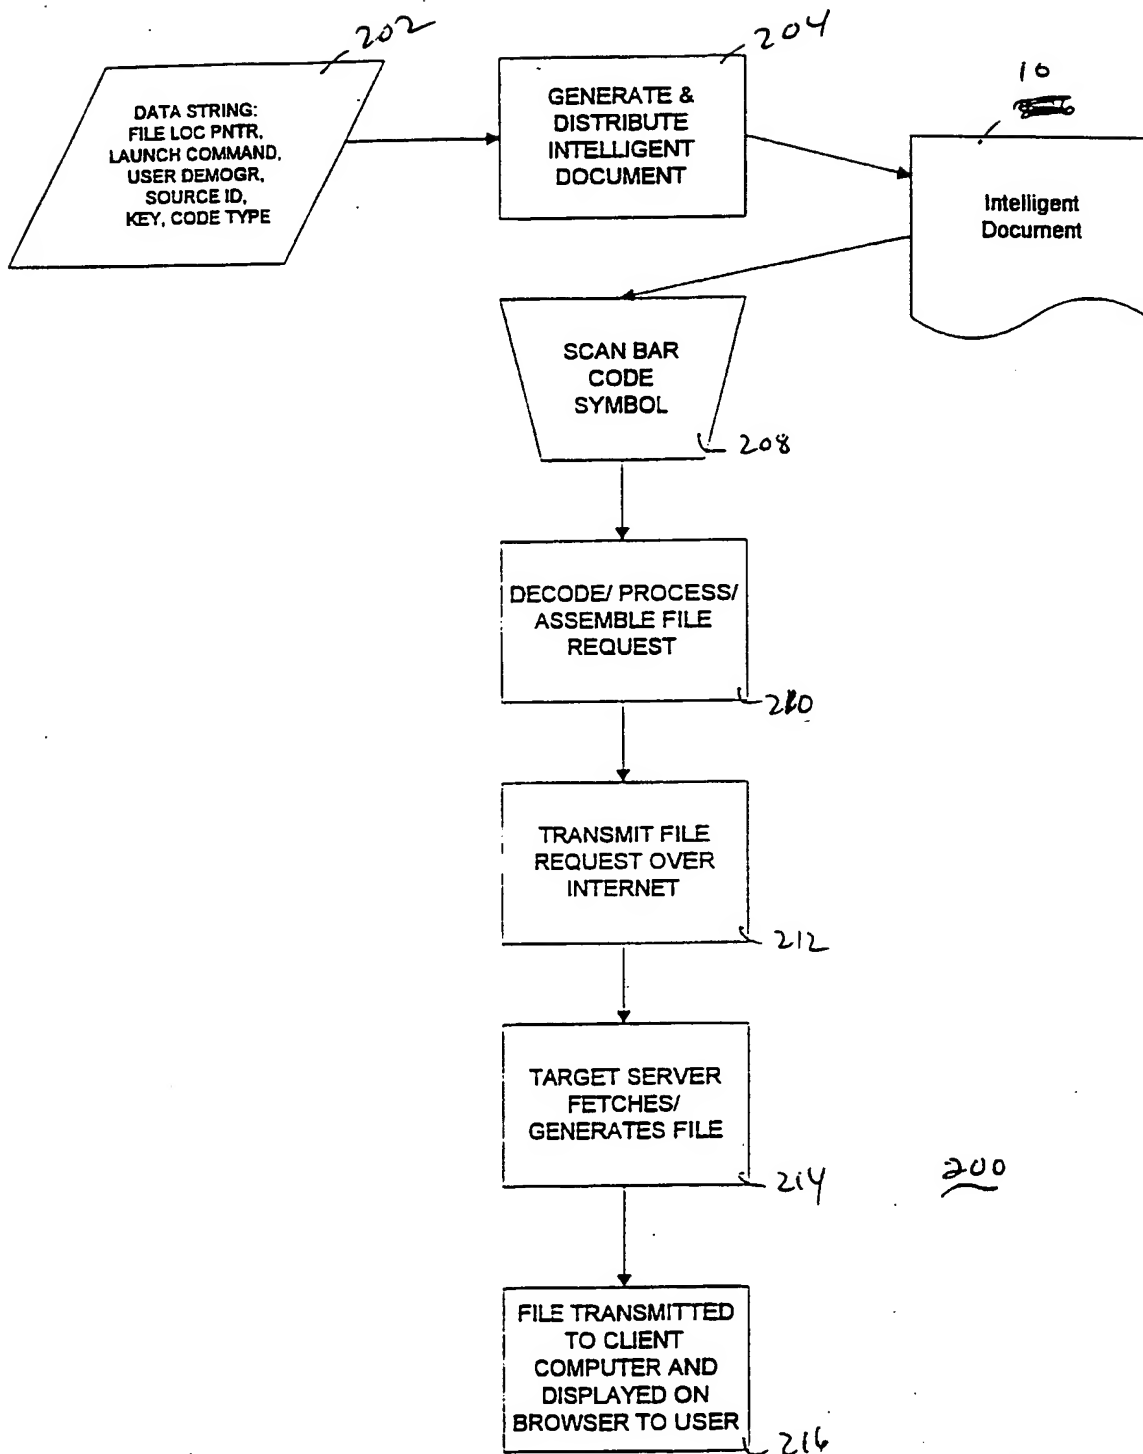 202
DATA STRING:
FILE LOC PNTR,
LAUNCH COMMAND,
USER DEMOGR,
SOURCE ID,
KEY, CODE TYPE
204
GENERATE &
DISTRIBUTE
INTELLIGENT
DOCUMENT
10
Intelligent
Document
SCAN BAR
CODE
SYMBOL
208
DECODE/ PROCESS/
ASSEMBLE FILE
REQUEST
210
TRANSMIT FILE
REQUEST OVER
INTERNET
212
TARGET SERVER
FETCHES/
GENERATES FILE
214
200
FILE TRANSMITTED
TO CLIENT
COMPUTER AND
DISPLAYED ON
BROWSER TO USER
216